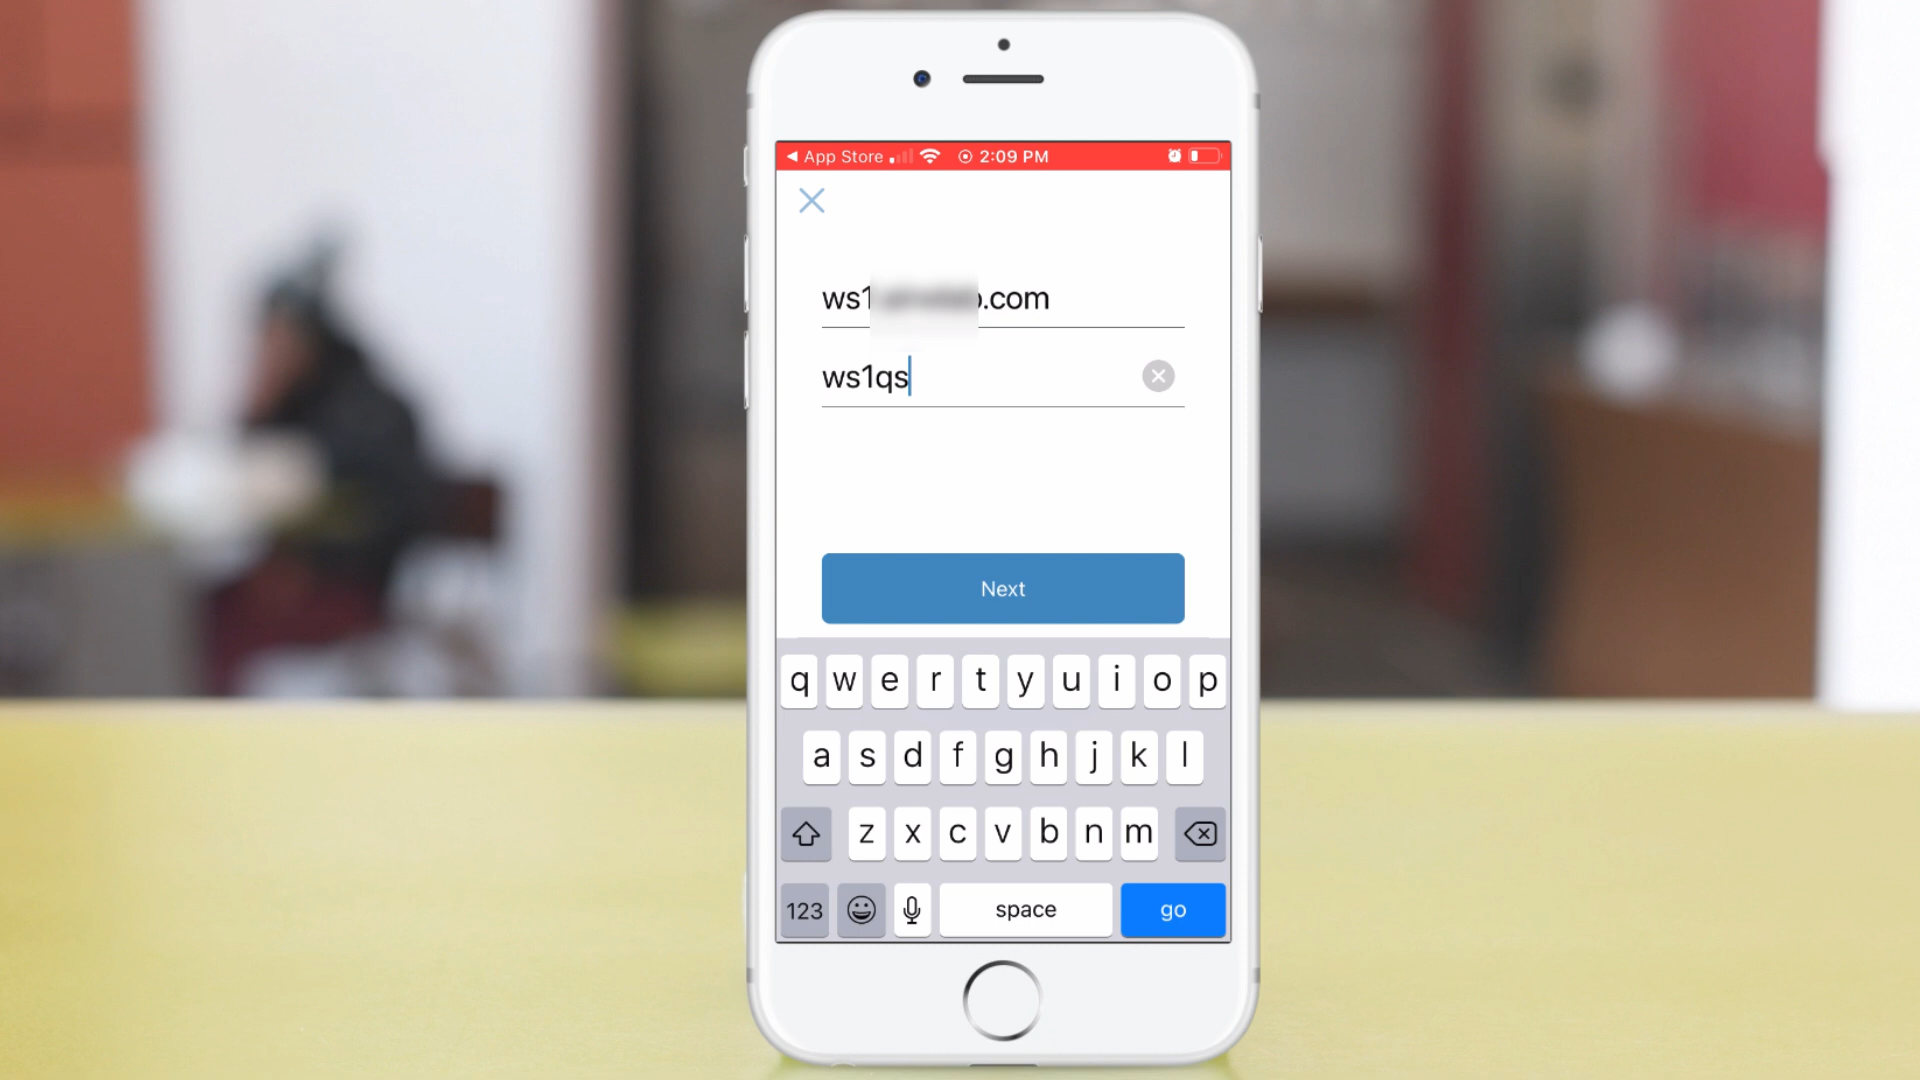 App Store 2:09 PM
ws1 .com
ws1qs
Next
q w e r t y u i o p
a s d f g h j k l
z x c v b n m
123 space go